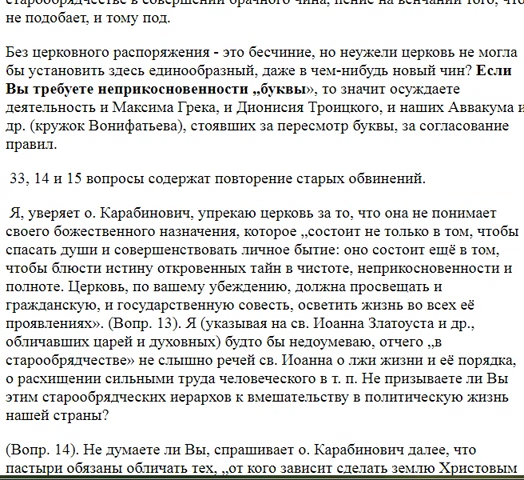 старообрядчестве в совершении брачного чина, пение на венчании того, что
не подобает, и тому под.
Без церковного распоряжения - это бесчиние, но неужели церковь не могла
бы установить здесь единообразный, даже в чем-нибудь новый чин? Если
Вы требуете неприкосновенности „буквы», то значит осуждаете
деятельность и Максима Грека, и Дионисия Троицкого, и наших Аввакума и
др. (кружок Вонифатьева), стоявших за пересмотр буквы, за согласование
правил.
33, 14 и 15 вопросы содержат повторение старых обвинений.
Я, уверяет о. Карабинович, упрекаю церковь за то, что она не понимает
своего божественного назначения, которое „состоит не только в том, чтобы
спасать души и совершенствовать личное бытие: оно состоит ещё в том,
чтобы блюсти истину откровенных тайн в чистоте, неприкосновенности и
полноте. Церковь, по вашему убеждению, должна просвещать и
гражданскую, и государственную совесть, осветить жизнь во всех её
проявлениях». (Вопр. 13). Я (указывая на св. Иоанна Златоуста и др.,
обличавших царей и духовных) будто бы недоумеваю, отчего „в
старообрядчестве» не слышно речей св. Иоанна о лжи жизни и её порядка,
о расхищении сильными труда человеческого в т. п. Не призываете ли Вы
этим старообрядческих иерархов к вмешательству в политическую жизнь
нашей страны?
(Вопр. 14). Не думаете ли Вы, спрашивает о. Карабинович далее, что
пастыри обязаны обличать тех, „от кого зависит сделать землю Христовым